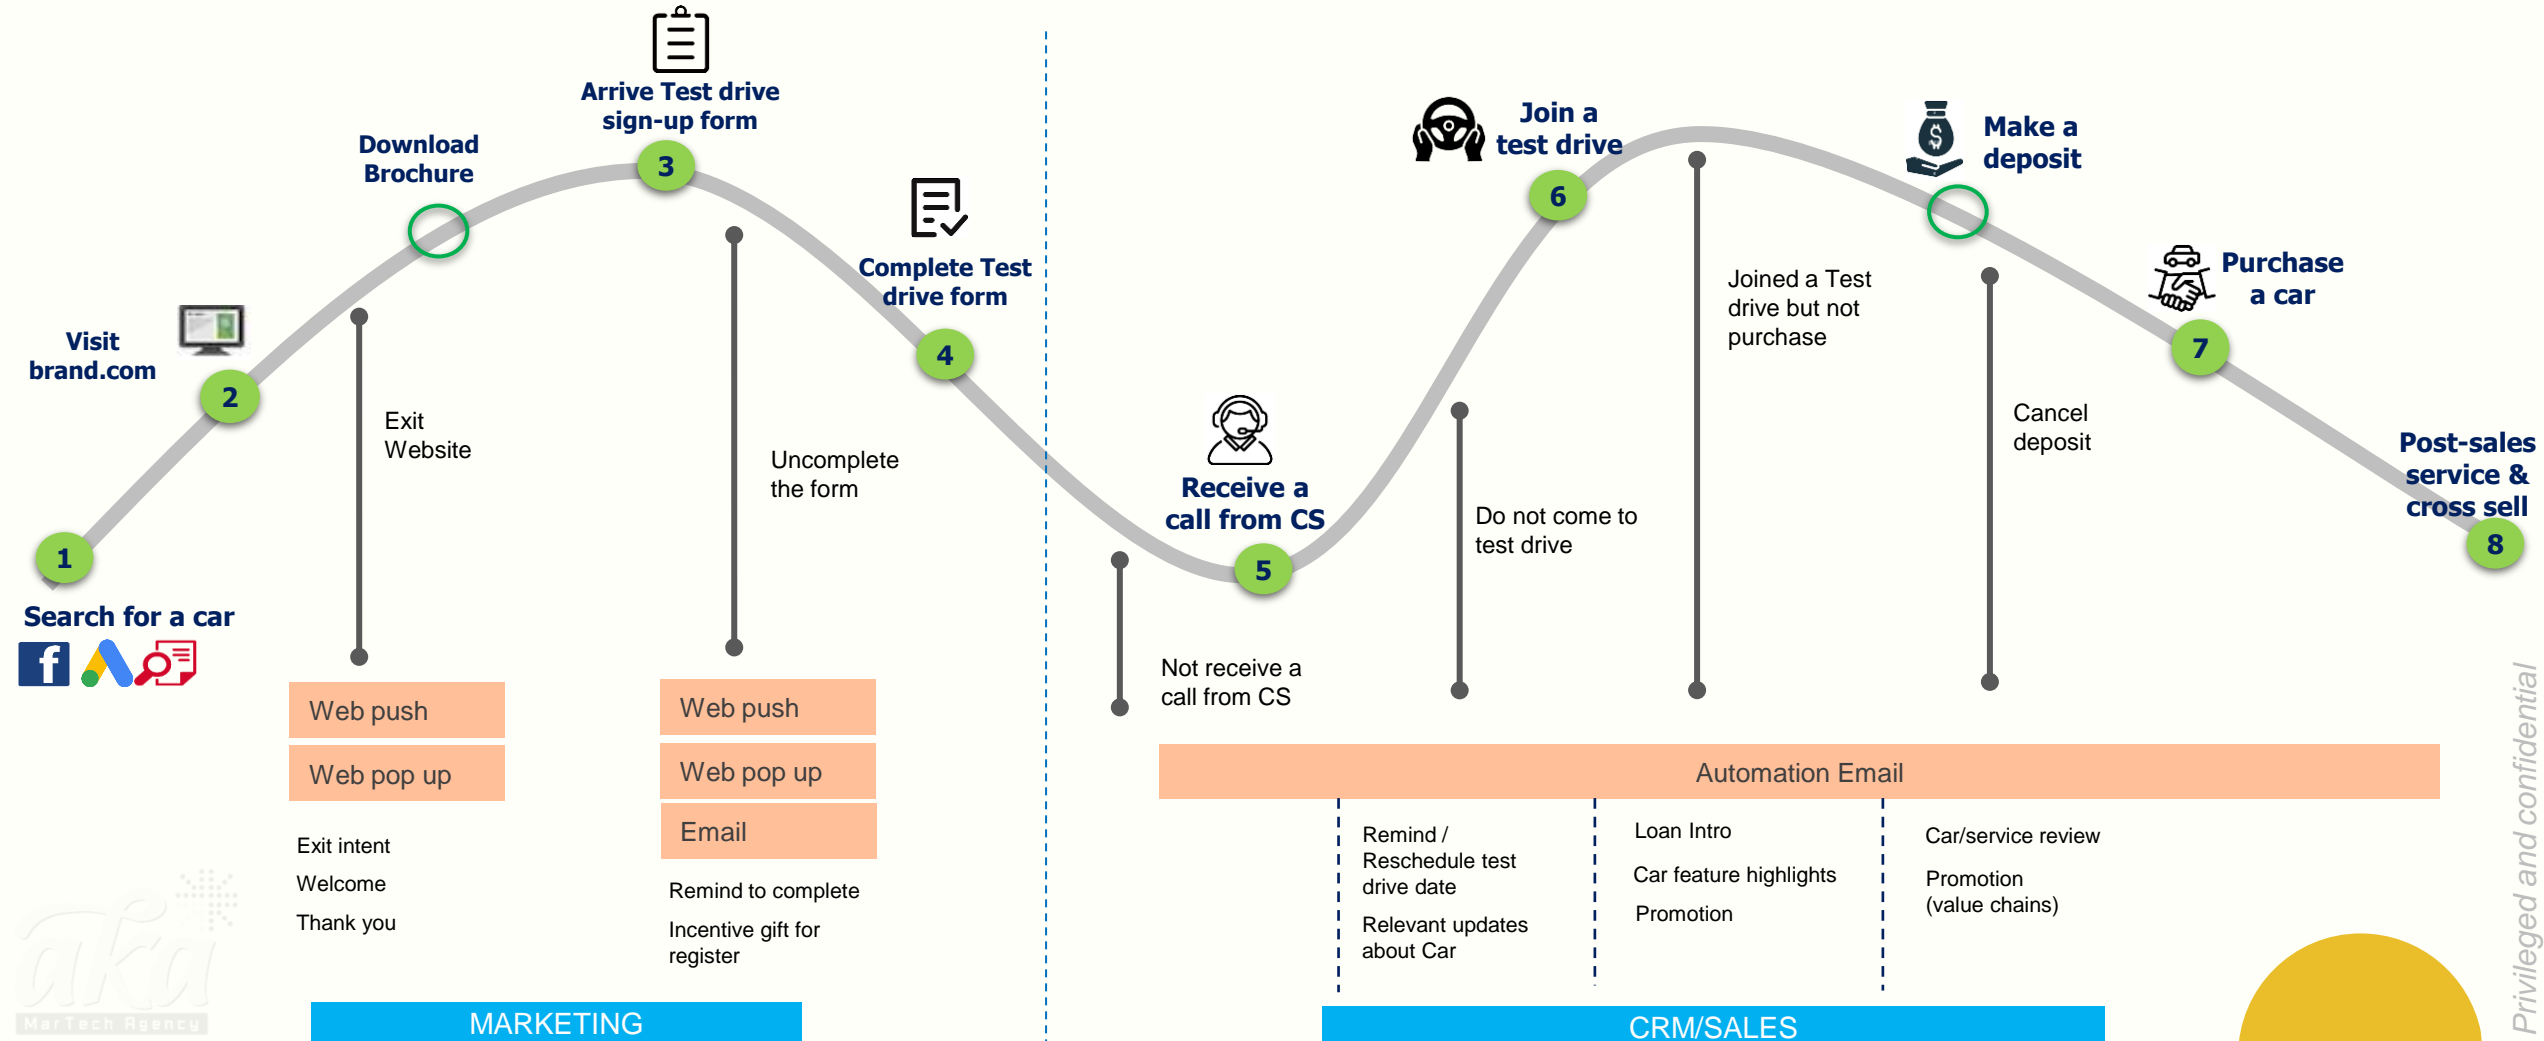 Arrive Test drive
sign-up form
Download
Brochure
3
Complete Test
drive form
Visit
brand.com
2
4
Exit
Website
Uncomplete
the form
1
Search for a car
f
Web push
Web pop up
Exit intent
Welcome
Thank you
Web push
Web pop up
Email
Remind to complete
Incentive gift for
register
MARKETING
Join a
test drive
6
Make a
deposit
$
Purchase
a car
7
Joined a Test
drive but not
purchase
Cancel
deposit
Receive a
call from CS
5
Do not come to
test drive
Post-sales
service &
cross sell
8
Not receive a
call from CS
Automation Email
Remind /
Reschedule test
drive date
Relevant updates
about Car
Loan Intro
Car feature highlights
Promotion
Car/service review
Promotion
(value chains)
CRM/SALES
Privileged and confidential
aka
MarTech Agency